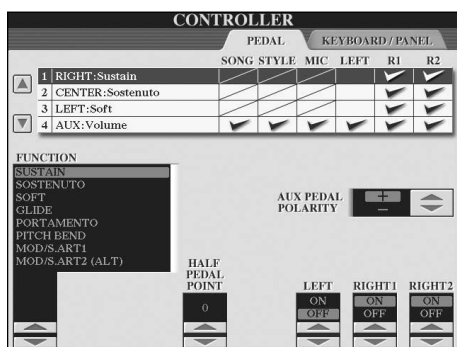 CONTROLLER
PEDAL KEYBOARD / PANEL
SONG STYLE MIC LEFT R1 R2
1 RIGHT:Sustain
2 CENTER:Sostenuto
3 LEFT:Soft
4 AUX:Volume
FUNCTION
SUSTAIN
SOSTENUTO
SOFT
GLIDE
PORTAMENTO
PITCH BEND
MOD/S.ART1
MOD/S.ART2 (ALT)
AUX PEDAL
POLARITY
+
−
HALF
PEDAL
POINT
0
LEFT RIGHT1 RIGHT2
ON ON ON
OFF OFF OFF